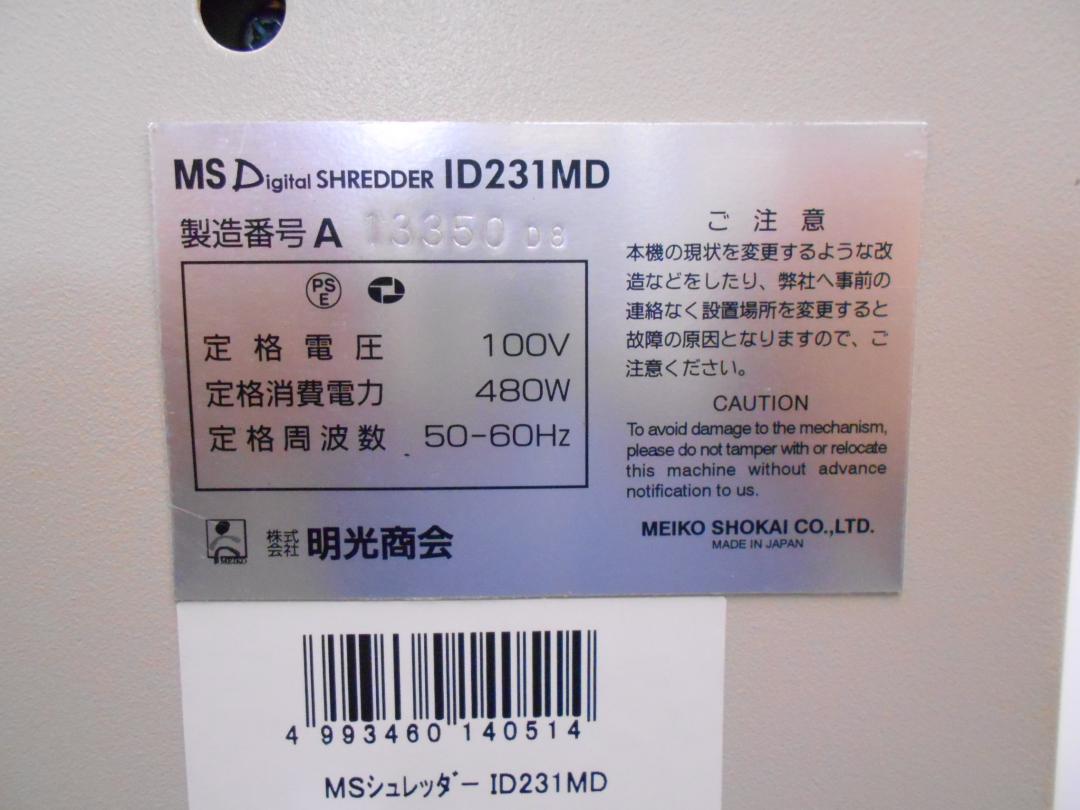 MS Digital SHREDDER ID231MD
製造番号 A 13350 D8
PS
E
定格電圧 100V
定格消費電力 480W
定格周波数 50-60Hz
MEIKO
株式
会社 明光商会
ご注意
本機の現状を変更するような改
造などをしたり、弊社へ事前の
連絡なく設置場所を変更すると
故障の原因となりますので、ご
注意ください。
CAUTION
To avoid damage to the mechanism,
please do not tamper with or relocate
this machine without advance
notification to us.
MEIKO SHOKAI CO.,LTD.
MADE IN JAPAN
4 993460 140514
MSシュレッダー ID231MD